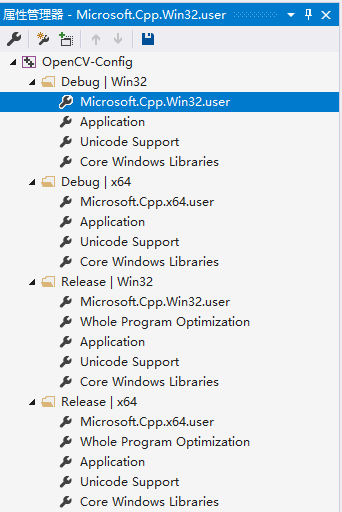 属性管理器 - Microsoft.Cpp.Win32.user
OpenCV-Config
Debug | Win32
Microsoft.Cpp.Win32.user
Application
Unicode Support
Core Windows Libraries
Debug | x64
Microsoft.Cpp.x64.user
Application
Unicode Support
Core Windows Libraries
Release | Win32
Microsoft.Cpp.Win32.user
Whole Program Optimization
Application
Unicode Support
Core Windows Libraries
Release | x64
Microsoft.Cpp.x64.user
Whole Program Optimization
Application
Unicode Support
Core Windows Libraries